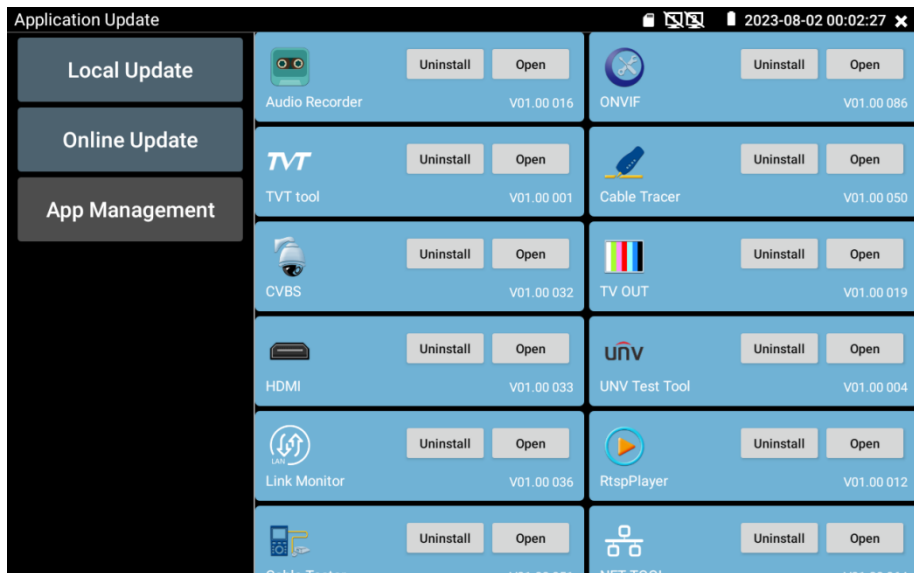 Application Update
2023-08-02 00:02:27
Local Update
Online Update
App Management
Uninstall Open
Audio Recorder V01.00 016
Uninstall Open
ONVIF V01.00 086
TVT
Uninstall Open
TVT tool V01.00 001
Uninstall Open
Cable Tracer V01.00 050
Uninstall Open
CVBS V01.00 032
Uninstall Open
TV OUT V01.00 019
Uninstall Open
HDMI V01.00 033
unv
Uninstall Open
UNV Test Tool V01.00 004
LAN
Uninstall Open
Link Monitor V01.00 036
Uninstall Open
RtspPlayer V01.00 012
Uninstall Open
Cable Tester
Uninstall Open
NET TOOL